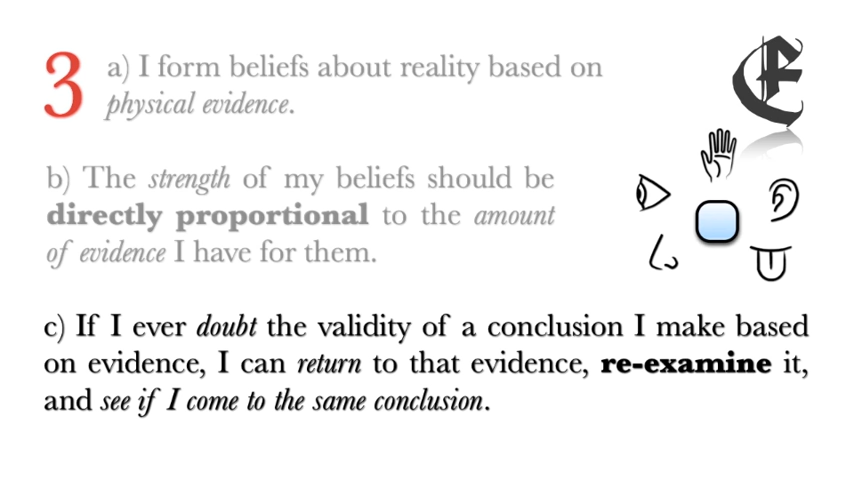 3
a) I form beliefs about reality based on
physical evidence.
b) The strength of my beliefs should be
directly proportional to the amount
of evidence I have for them.
c) If I ever doubt the validity of a conclusion I make based
on evidence, I can return to that evidence, re-examine it,
and see if I come to the same conclusion.